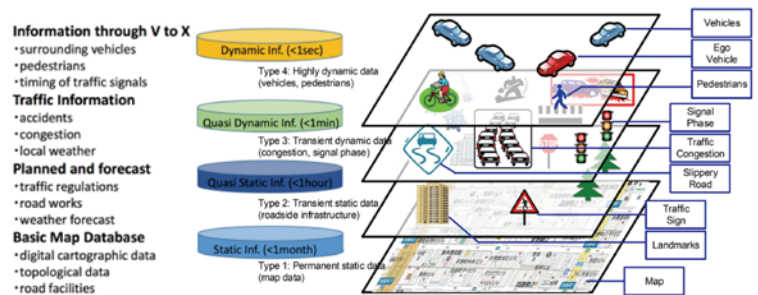 Information through V to X
・surrounding vehicles
・pedestrians
・timing of traffic signals
Traffic Information
・accidents
・congestion
・local weather
Planned and forecast
・traffic regulations
・road works
・weather forecast
Basic Map Database
・digital cartographic data
・topological data
・road facilities
Dynamic Inf. (<1sec)
Type 4: Highly dynamic data
(vehicles, pedestrians)
Quasi Dynamic Inf. (<1min)
Type 3: Transient dynamic data
(congestion, signal phase)
Quasi Static Inf. (<1hour)
Type 2: Transient static data
(roadside infrastructure)
Static Inf. (<1month)
Type 1: Permanent static data
(map data)
Vehicles
Ego
Vehicle
Pedestrians
Signal
Phase
Traffic
Congestion
Slippery
Road
Traffic
Sign
Landmarks
Map